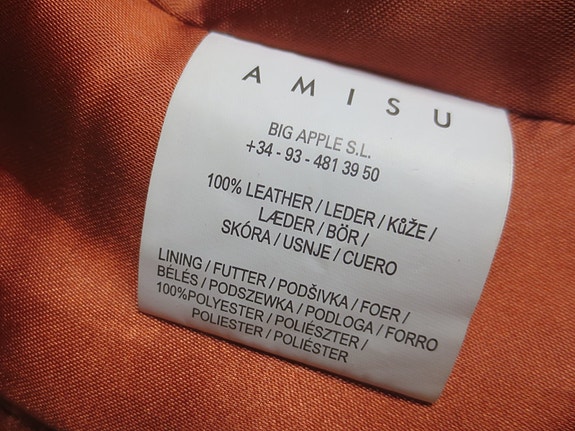 AMISU
BIG APPLE S.L.
+34 - 93 - 481 39 50
100% LEATHER / LEDER / KůŽE /
LÆDER / BÖR /
SKÓRA / USNJE / CUERO
LINING / FUTTER / PODŠIVKA / FOER /
BÉLÉS / PODSZEWKA / PODLOGA / FORRO
100%POLYESTER / POLIÉSZTER /
POLIESTER / POLIÉSTER